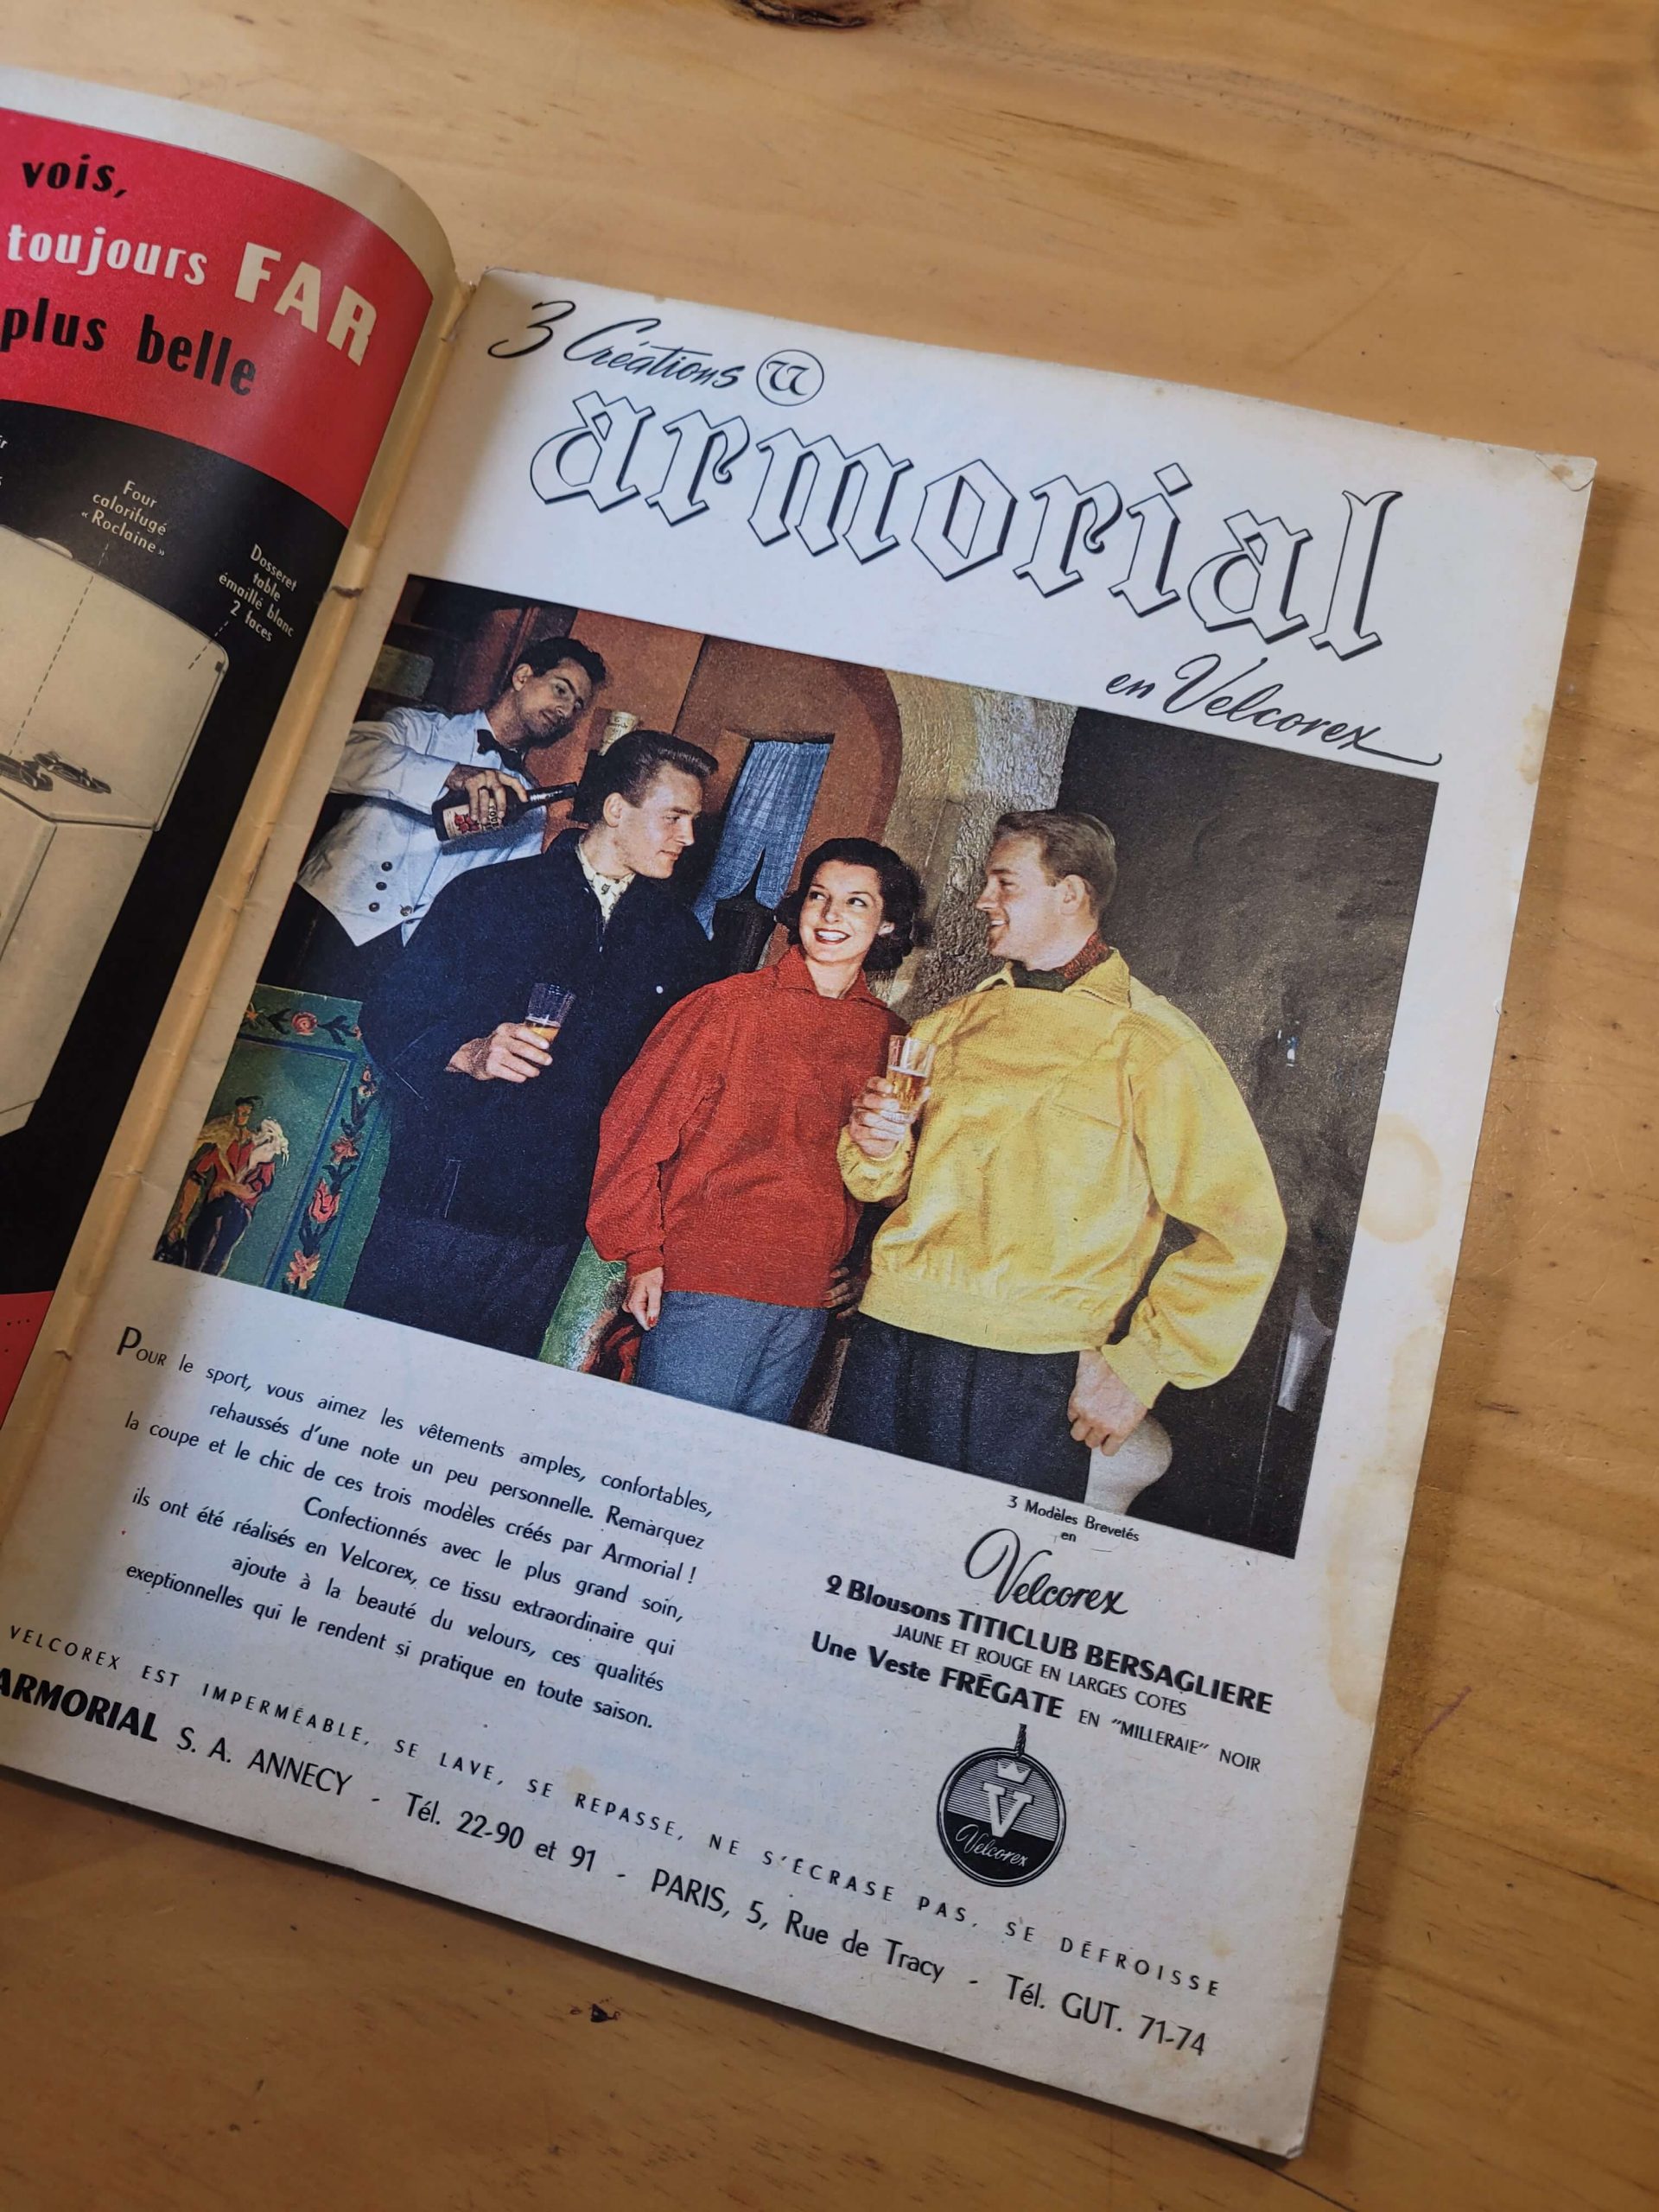 vois,
toujours FAR
plus belle
Four
calorifugé
« Roclaine »
Dosseret
table
émaillé blanc
2 faces
3 Créations
armorial
en Velcorex
POUR le sport, vous aimez les vêtements amples, confortables,
rehaussés d'une note un peu personnelle. Remarquez
la coupe et le chic de ces trois modèles créés par Armorial !
Confectionnés avec le plus grand soin,
ils ont été réalisés en Velcorex, ce tissu extraordinaire qui
ajoute à la beauté du velours, ces qualités
exeptionnelles qui le rendent si pratique en toute saison.
3 Modèles Brevetés
en
Velcorex
2 Blousons TITICLUB BERSAGLIERE
JAUNE ET ROUGE EN LARGES COTES
Une Veste FRÉGATE EN "MILLERAIE" NOIR
V
Velcorex
VELCOREX EST IMPERMÉABLE, SE LAVE, SE REPASSE, NE S'ÉCRASE PAS, SE DÉFROISSE
ARMORIAL S. A. ANNECY - Tél. 22-90 et 91 - PARIS, 5, Rue de Tracy - Tél. GUT. 71-74